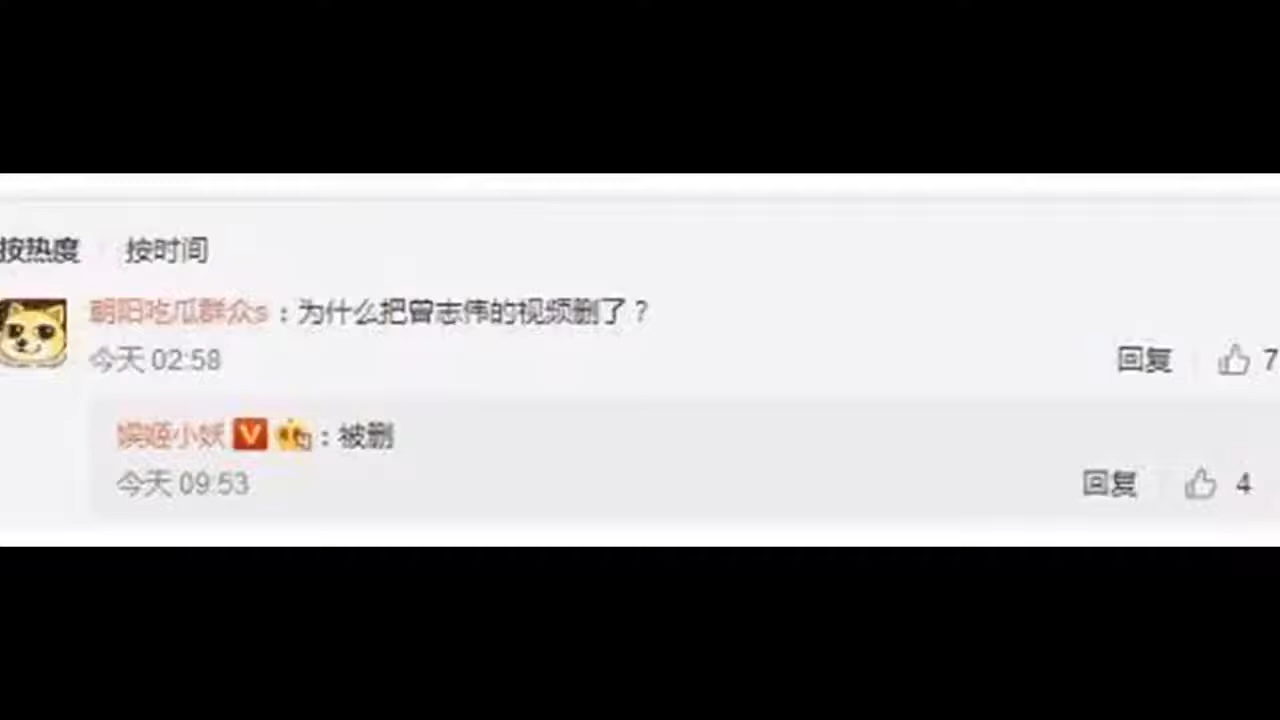 按热度 按时间
朝阳吃瓜群众s：为什么把曾志伟的视频删了？
今天 02:58
回复 7
小妖 V ：被删
今天 09:53
回复 4